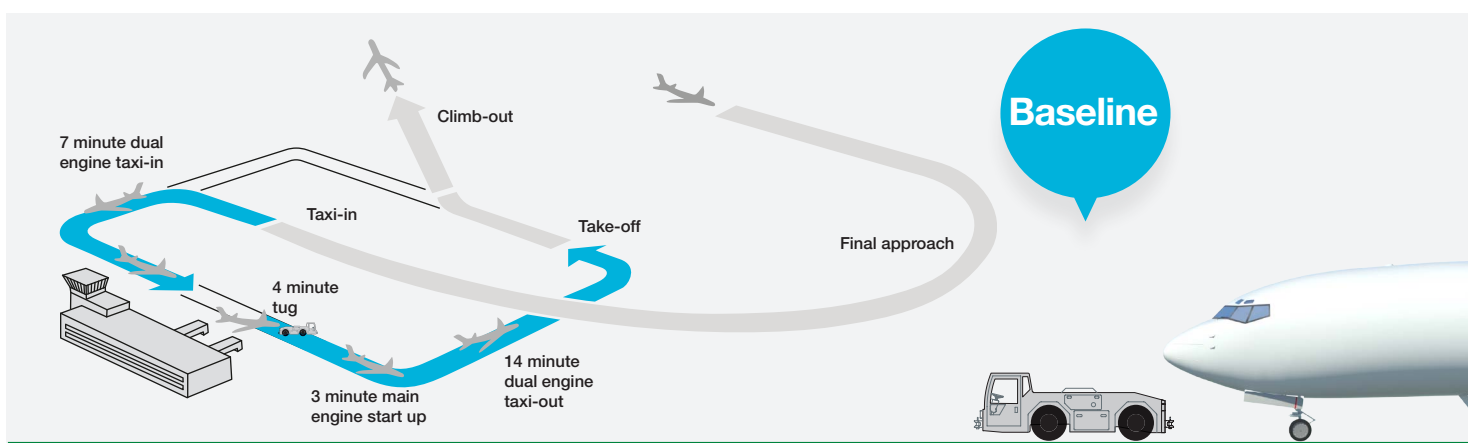 Baseline
Climb-out
7 minute dual
engine taxi-in
Taxi-in
Take-off
Final approach
4 minute
tug
14 minute
dual engine
taxi-out
3 minute main
engine start up